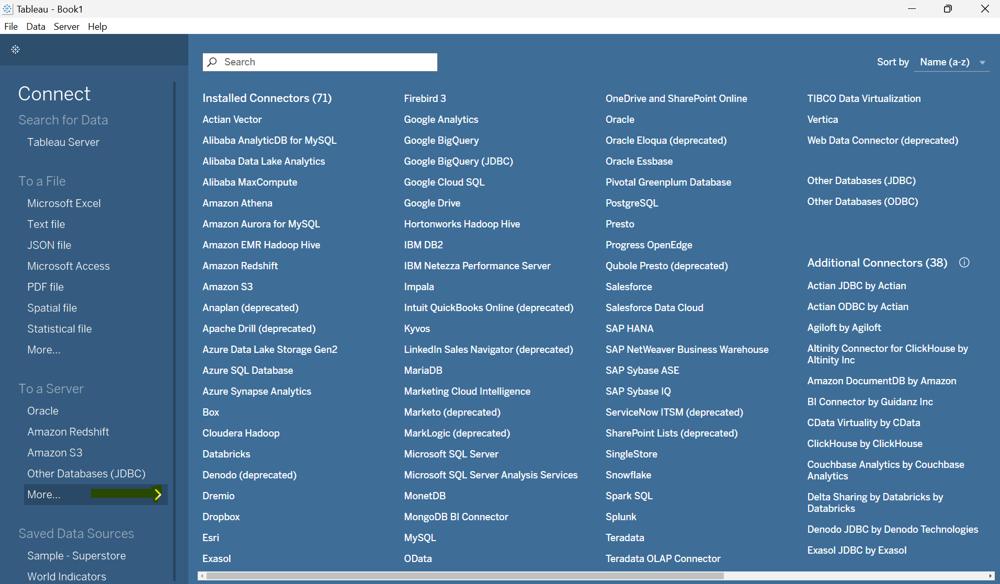 Tableau - Book1
File Data Server Help
Connect
Search for Data
Tableau Server
To a File
Microsoft Excel
Text file
JSON file
Microsoft Access
PDF file
Spatial file
Statistical file
More...
To a Server
Oracle
Amazon Redshift
Amazon S3
Other Databases (JDBC)
More...
Saved Data Sources
Sample - Superstore
World Indicators
Search
Sort by Name (a-z)
Installed Connectors (71)
Actian Vector
Alibaba AnalyticDB for MySQL
Alibaba Data Lake Analytics
Alibaba MaxCompute
Amazon Athena
Amazon Aurora for MySQL
Amazon EMR Hadoop Hive
Amazon Redshift
Amazon S3
Anaplan (deprecated)
Apache Drill (deprecated)
Azure Data Lake Storage Gen2
Azure SQL Database
Azure Synapse Analytics
Box
Cloudera Hadoop
Databricks
Denodo (deprecated)
Dremio
Dropbox
Esri
Exasol
Firebird 3
Google Analytics
Google BigQuery
Google BigQuery (JDBC)
Google Cloud SQL
Google Drive
Hortonworks Hadoop Hive
IBM DB2
IBM Netezza Performance Server
Impala
Intuit QuickBooks Online (deprecated)
Kyvos
LinkedIn Sales Navigator (deprecated)
MariaDB
Marketing Cloud Intelligence
Marketo (deprecated)
MarkLogic (deprecated)
Microsoft SQL Server
Microsoft SQL Server Analysis Services
MonetDB
MongoDB BI Connector
MySQL
OData
OneDrive and SharePoint Online
Oracle
Oracle Eloqua (deprecated)
Oracle Essbase
Pivotal Greenplum Database
PostgreSQL
Presto
Progress OpenEdge
Qubole Presto (deprecated)
Salesforce
Salesforce Data Cloud
SAP HANA
SAP NetWeaver Business Warehouse
SAP Sybase ASE
SAP Sybase IQ
ServiceNow ITSM (deprecated)
SharePoint Lists (deprecated)
SingleStore
Snowflake
Spark SQL
Splunk
Teradata
Teradata OLAP Connector
TIBCO Data Virtualization
Vertica
Web Data Connector (deprecated)
Other Databases (JDBC)
Other Databases (ODBC)
Additional Connectors (38)
Actian JDBC by Actian
Actian ODBC by Actian
Agiloft by Agiloft
Altinity Connector for ClickHouse by
Altinity Inc
Amazon DocumentDB by Amazon
BI Connector by Guidanz Inc
CData Virtuality by CData
ClickHouse by ClickHouse
Couchbase Analytics by Couchbase
Analytics
Delta Sharing by Databricks by
Databricks
Denodo JDBC by Denodo Technologies
Exasol JDBC by Exasol